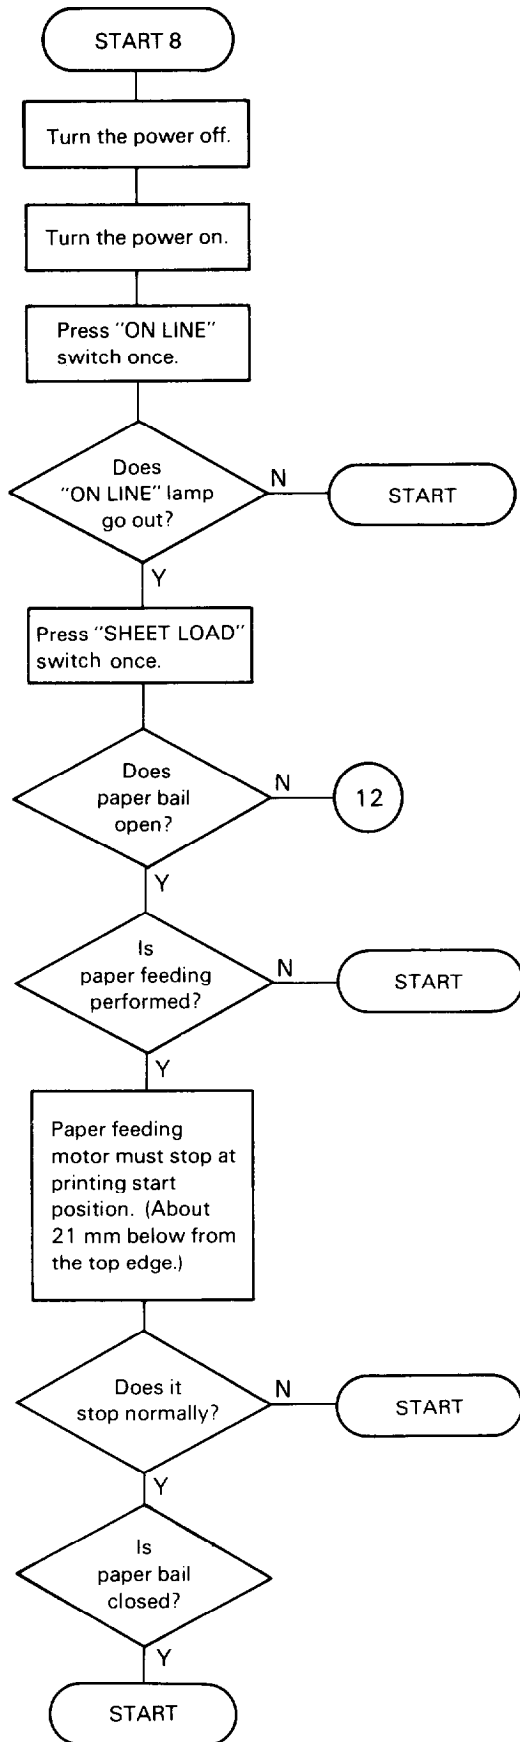 START 8
Turn the power off.
Turn the power on.
Press "ON LINE"
switch once.
Does
"ON LINE" lamp
go out?
N
START
Y
Press "SHEET LOAD"
switch once.
Does
paper bail
open?
N
12
Y
Is
paper feeding
performed?
N
START
Y
Paper feeding
motor must stop at
printing start
position. (About
21 mm below from
the top edge.)
Does it
stop normally?
N
START
Y
Is
paper bail
closed?
Y
START